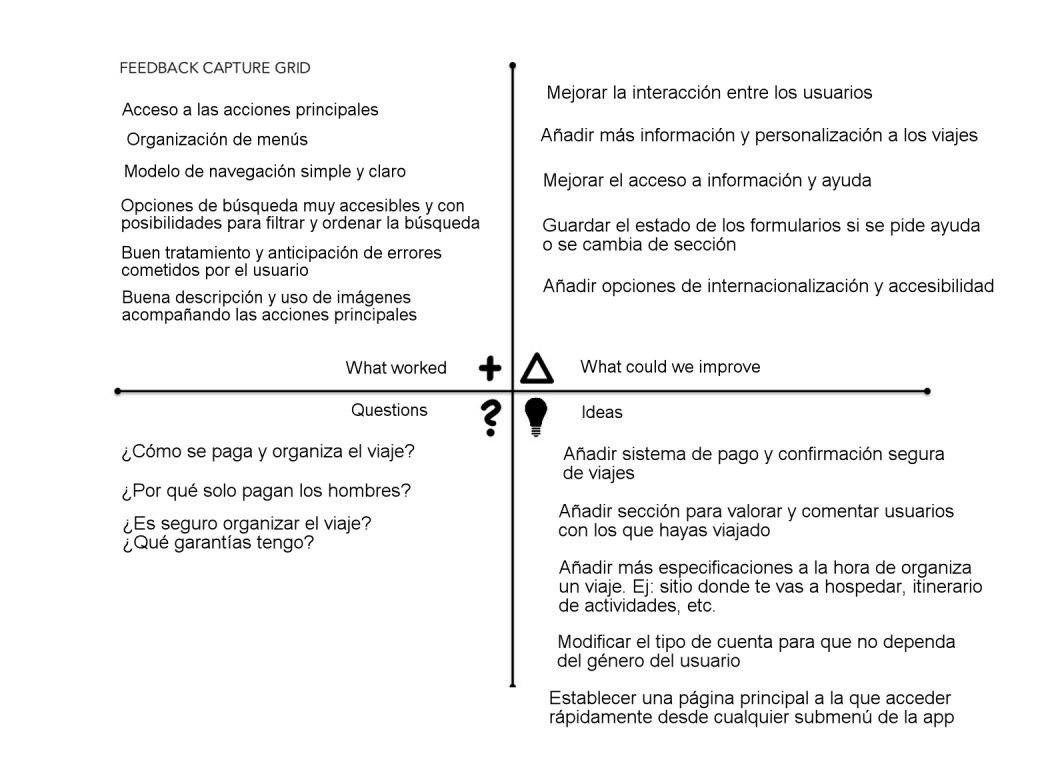 FEEDBACK CAPTURE GRID
Acceso a las acciones principales
Organización de menús
Modelo de navegación simple y claro
Opciones de búsqueda muy accesibles y con
posibilidades para filtrar y ordenar la búsqueda
Buen tratamiento y anticipación de errores
cometidos por el usuario
Buena descripción y uso de imágenes
acompañando las acciones principales
What worked
Mejorar la interacción entre los usuarios
Añadir más información y personalización a los viajes
Mejorar el acceso a información y ayuda
Guardar el estado de los formularios si se pide ayuda
o se cambia de sección
Añadir opciones de internacionalización y accesibilidad
What could we improve
Questions
¿Cómo se paga y organiza el viaje?
¿Por qué solo pagan los hombres?
¿Es seguro organizar el viaje?
¿Qué garantías tengo?
Ideas
Añadir sistema de pago y confirmación segura
de viajes
Añadir sección para valorar y comentar usuarios
con los que hayas viajado
Añadir más especificaciones a la hora de organiza
un viaje. Ej: sitio donde te vas a hospedar, itinerario
de actividades, etc.
Modificar el tipo de cuenta para que no dependa
del género del usuario
Establecer una página principal a la que acceder
rápidamente desde cualquier submenú de la app